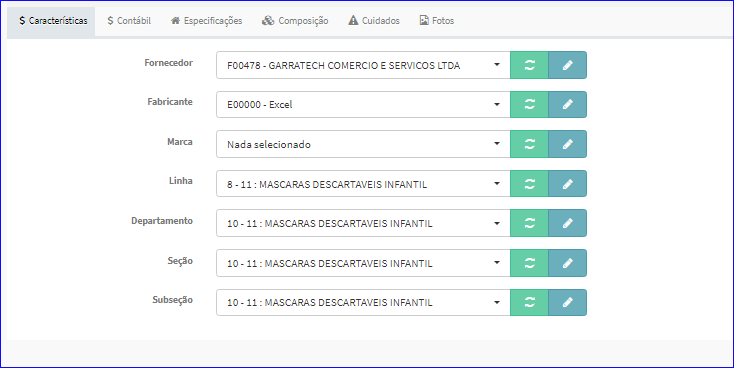 Características Contábil Especificações Composição Cuidados Fotos
Fornecedor F00478 - GARRATECH COMERCIO E SERVICOS LTDA
Fabricante E00000 - Excel
Marca Nada selecionado
Linha 8 - 11 : MASCARAS DESCARTAVEIS INFANTIL
Departamento 10 - 11 : MASCARAS DESCARTAVEIS INFANTIL
Seção 10 - 11 : MASCARAS DESCARTAVEIS INFANTIL
Subseção 10 - 11 : MASCARAS DESCARTAVEIS INFANTIL